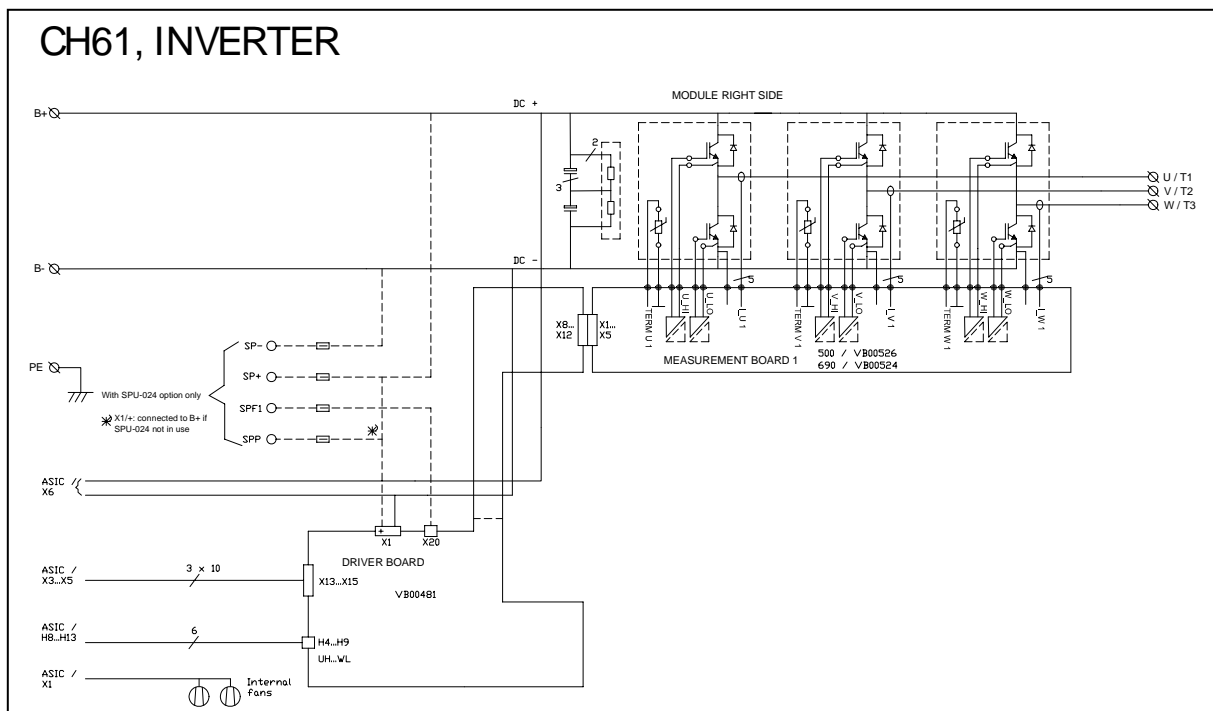 CH61, INVERTER
MODULE RIGHT SIDE
B+
DC +
2
3
U / T1
V / T2
W / T3
B-
DC -
5
5
5
TERM U 1
U_HI
U_LO
I_U 1
TERM V 1
V_HI
V_LO
I_V 1
TERM W 1
W_HI
W_LO
I_W 1
X8...
X12
X1...
X5
MEASUREMENT BOARD 1
500 / VB00526
690 / VB00524
PE
SP-
SP+
SPF1
SPP
With SPU-024 option only
X1/+: connected to B+ if
SPU-024 not in use
ASIC /
X6
+
X1
X20
DRIVER BOARD
VB00481
ASIC /
X3...X5
3 x 10
X13...X15
ASIC /
H8...H13
6
H4...H9
UH...WL
ASIC /
X1
Internal
fans